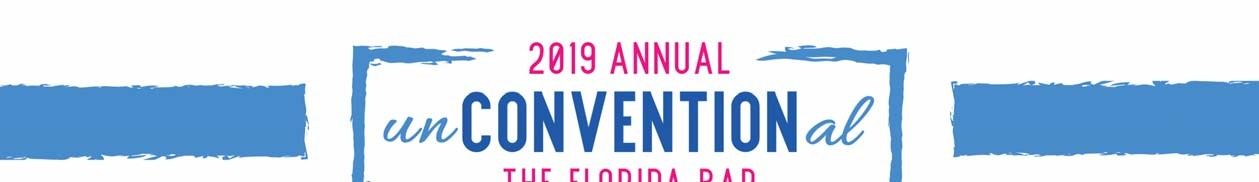 2019 ANNUAL
unCONVENTIONal
THE FLORIDA BAR